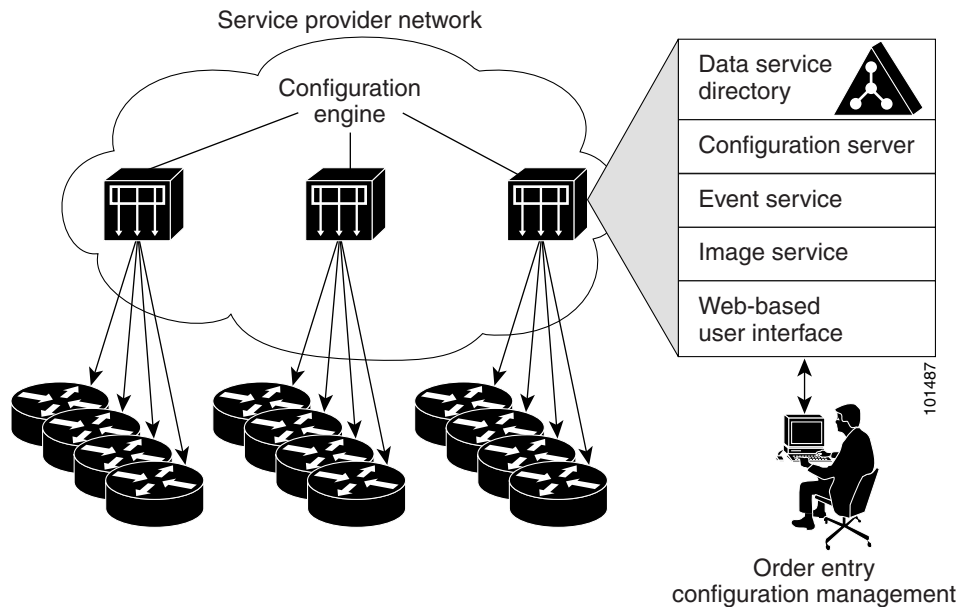 Service provider network
Configuration
engine
Data service
directory
Configuration server
Event service
Image service
Web-based
user interface
101487
Order entry
configuration management